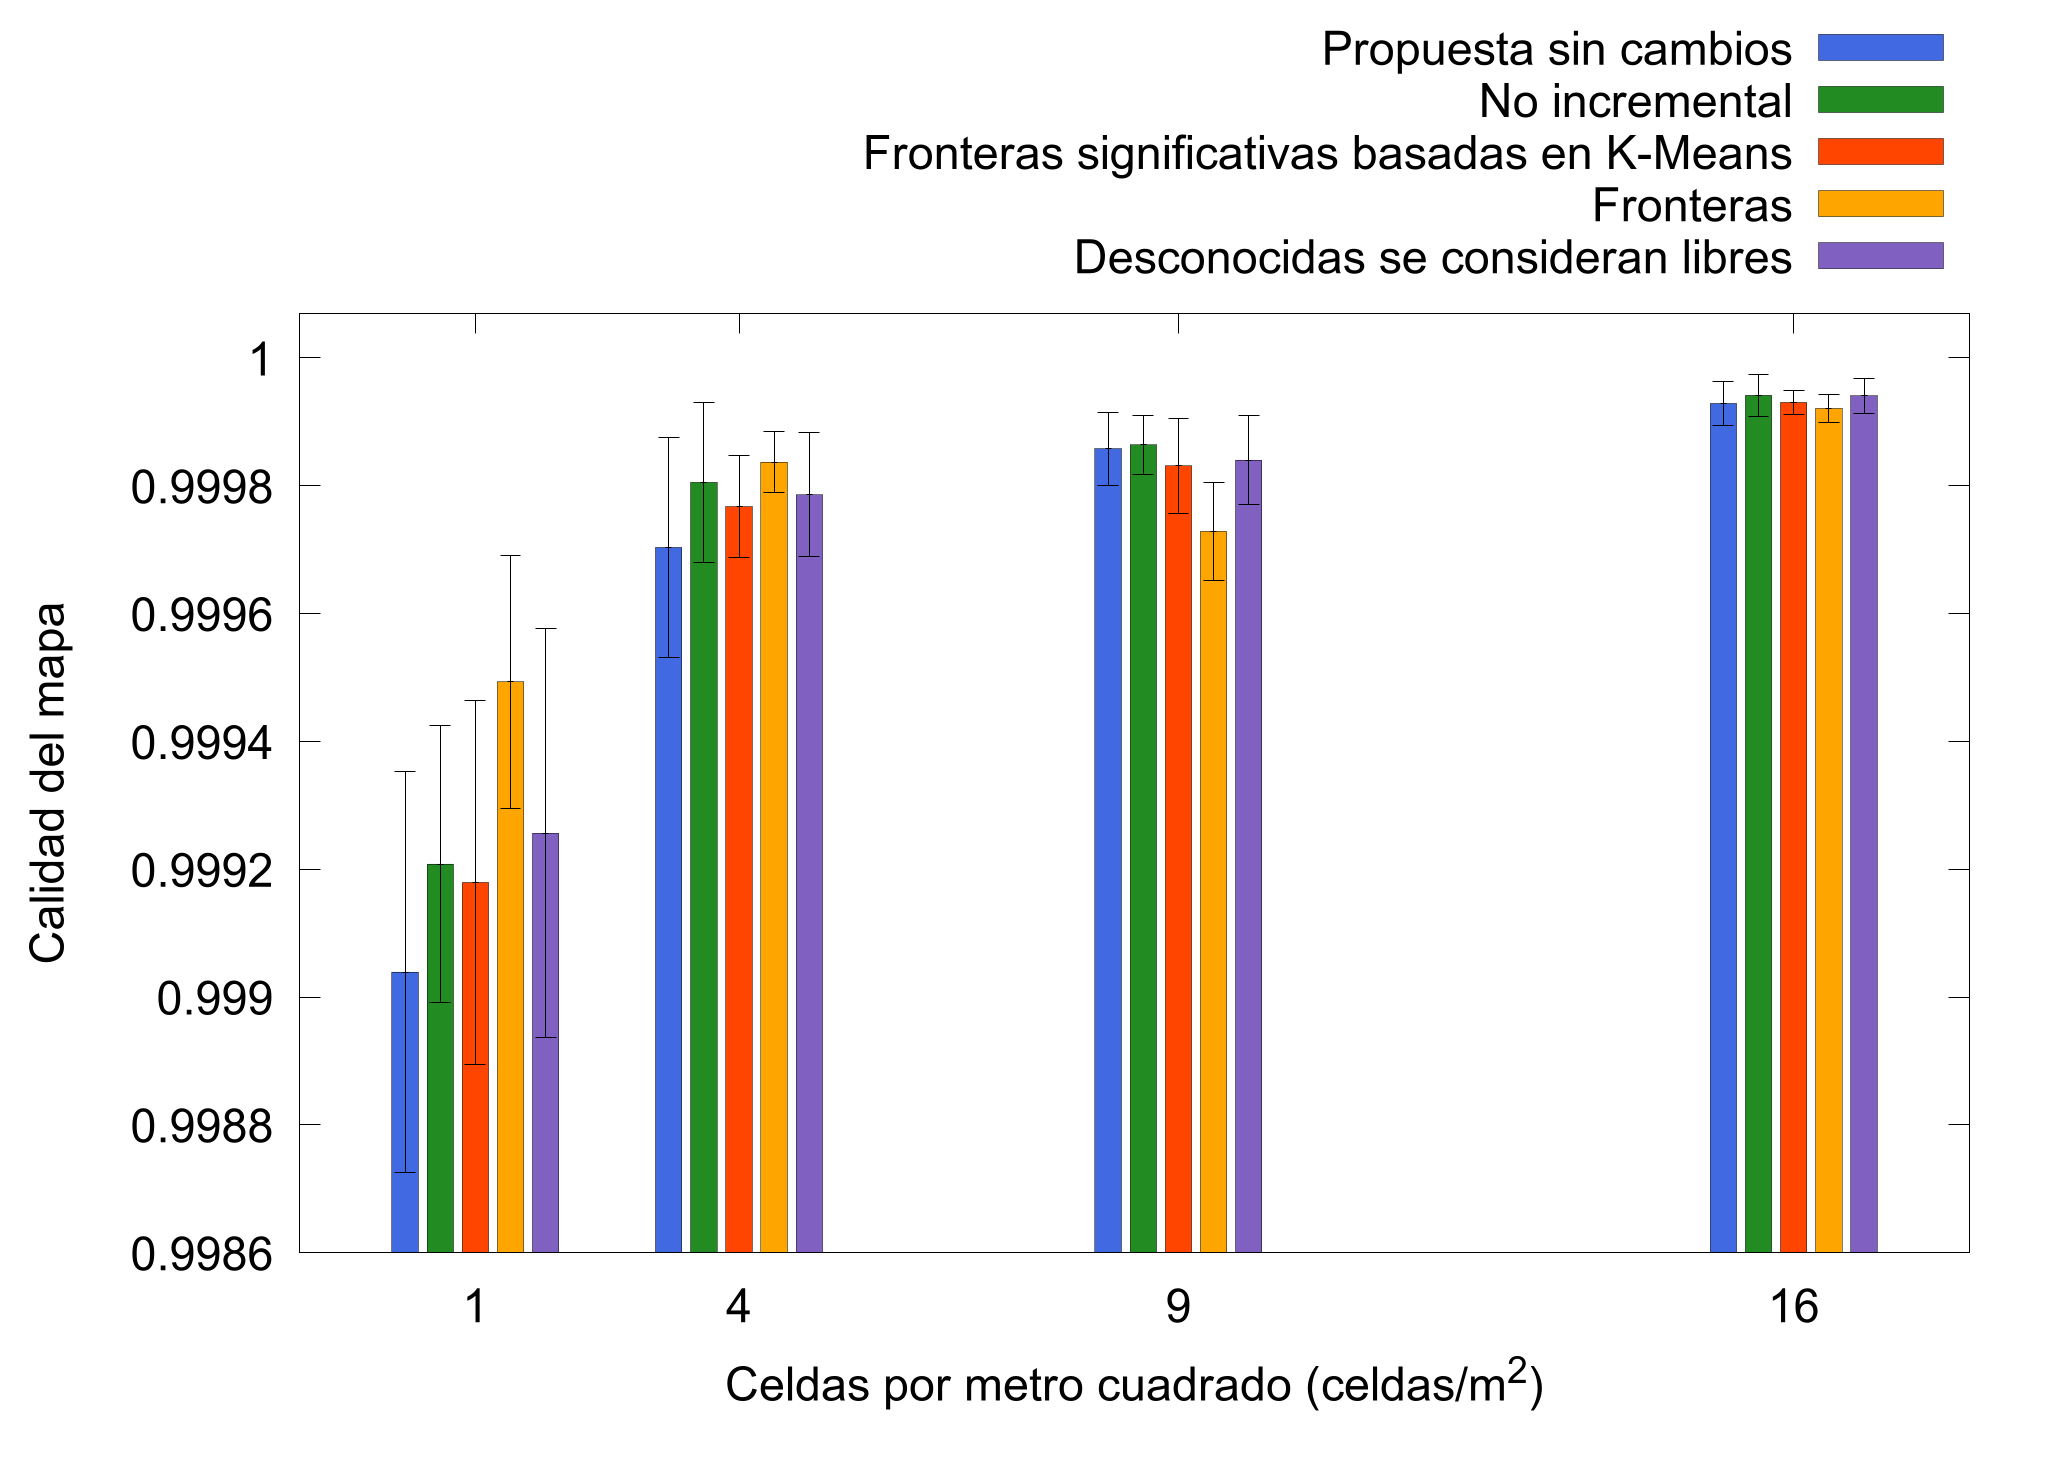 Propuesta sin cambios
No incremental
Fronteras significativas basadas en K-Means
Fronteras
Desconocidas se consideran libres
1
0.9998
0.9996
0.9994
0.9992
0.999
0.9988
0.9986
Calidad del mapa
1 4 9 16
Celdas por metro cuadrado (celdas/m²)